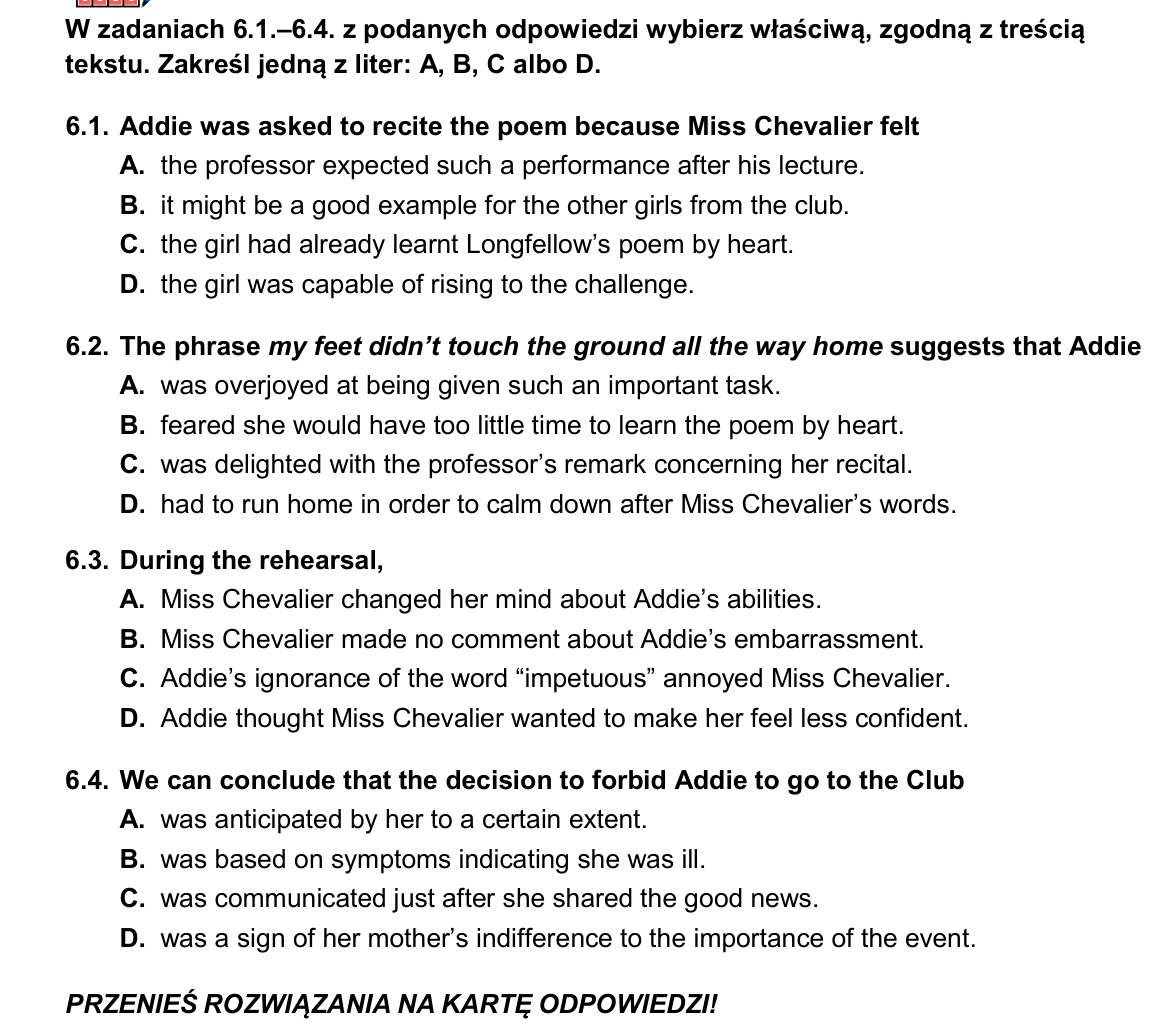 W zadaniach 6.1.–6.4. z podanych odpowiedzi wybierz właściwą, zgodną z treścią
tekstu. Zakreśl jedną z liter: A, B, C albo D.
6.1. Addie was asked to recite the poem because Miss Chevalier felt
A. the professor expected such a performance after his lecture.
B. it might be a good example for the other girls from the club.
C. the girl had already learnt Longfellow’s poem by heart.
D. the girl was capable of rising to the challenge.
6.2. The phrase my feet didn’t touch the ground all the way home suggests that Addie
A. was overjoyed at being given such an important task.
B. feared she would have too little time to learn the poem by heart.
C. was delighted with the professor’s remark concerning her recital.
D. had to run home in order to calm down after Miss Chevalier’s words.
6.3. During the rehearsal,
A. Miss Chevalier changed her mind about Addie’s abilities.
B. Miss Chevalier made no comment about Addie’s embarrassment.
C. Addie’s ignorance of the word “impetuous” annoyed Miss Chevalier.
D. Addie thought Miss Chevalier wanted to make her feel less confident.
6.4. We can conclude that the decision to forbid Addie to go to the Club
A. was anticipated by her to a certain extent.
B. was based on symptoms indicating she was ill.
C. was communicated just after she shared the good news.
D. was a sign of her mother’s indifference to the importance of the event.
PRZENIEŚ ROZWIĄZANIA NA KARTĘ ODPOWIEDZI!